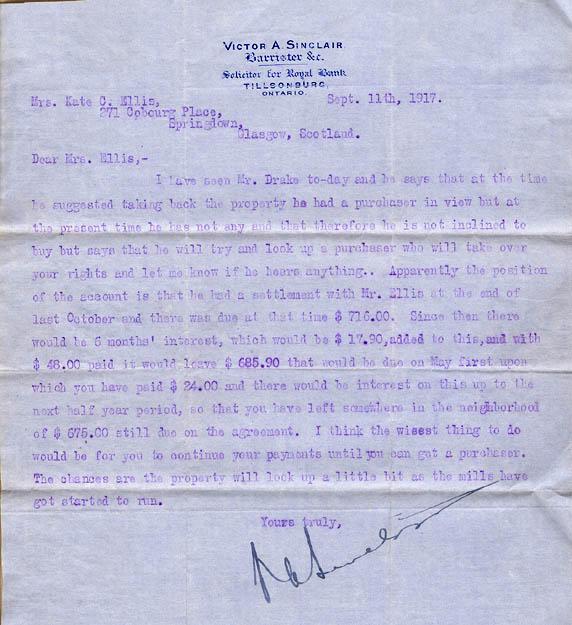 VICTOR A. SINCLAIR
Barrister &c.
Solicitor for Royal Bank
TILLSONBURG,
ONTARIO.
Mrs. Kate C. Ellis,
Sept. 11th, 1917.
271 Cobourg Place,
Springdown,
Glasgow, Scotland.
Dear Mrs. Ellis,-
I have seen Mr. Drake to-day and he says that at the time
he suggested taking back the property he had a purchaser in view but at
the present time he has not any and that therefore he is not inclined to
buy but says that he will try and look up a purchaser who will take over
your rights and let me know if he hears anything.. Apparently the position
of the account is that he had a settlement with Mr. Ellis at the end of
last October and there was due at that time $ 716.00. Since then there
would be 6 months' interest, which would be $ 17.90,added to this,and with
$ 48.00 paid it would leave $ 685.90 that would be due on May first upon
which you have paid $ 24.00 and there would be interest on this up to the
next half year period, so that you have left somewhere in the neighborhood
of $ 675.00 still due on the agreement. I think the wisest thing to do
would be for you to continue your payments until you can get a purchaser.
The chances are the property will look up a little bit as the mills have
got started to run.
Yours truly,